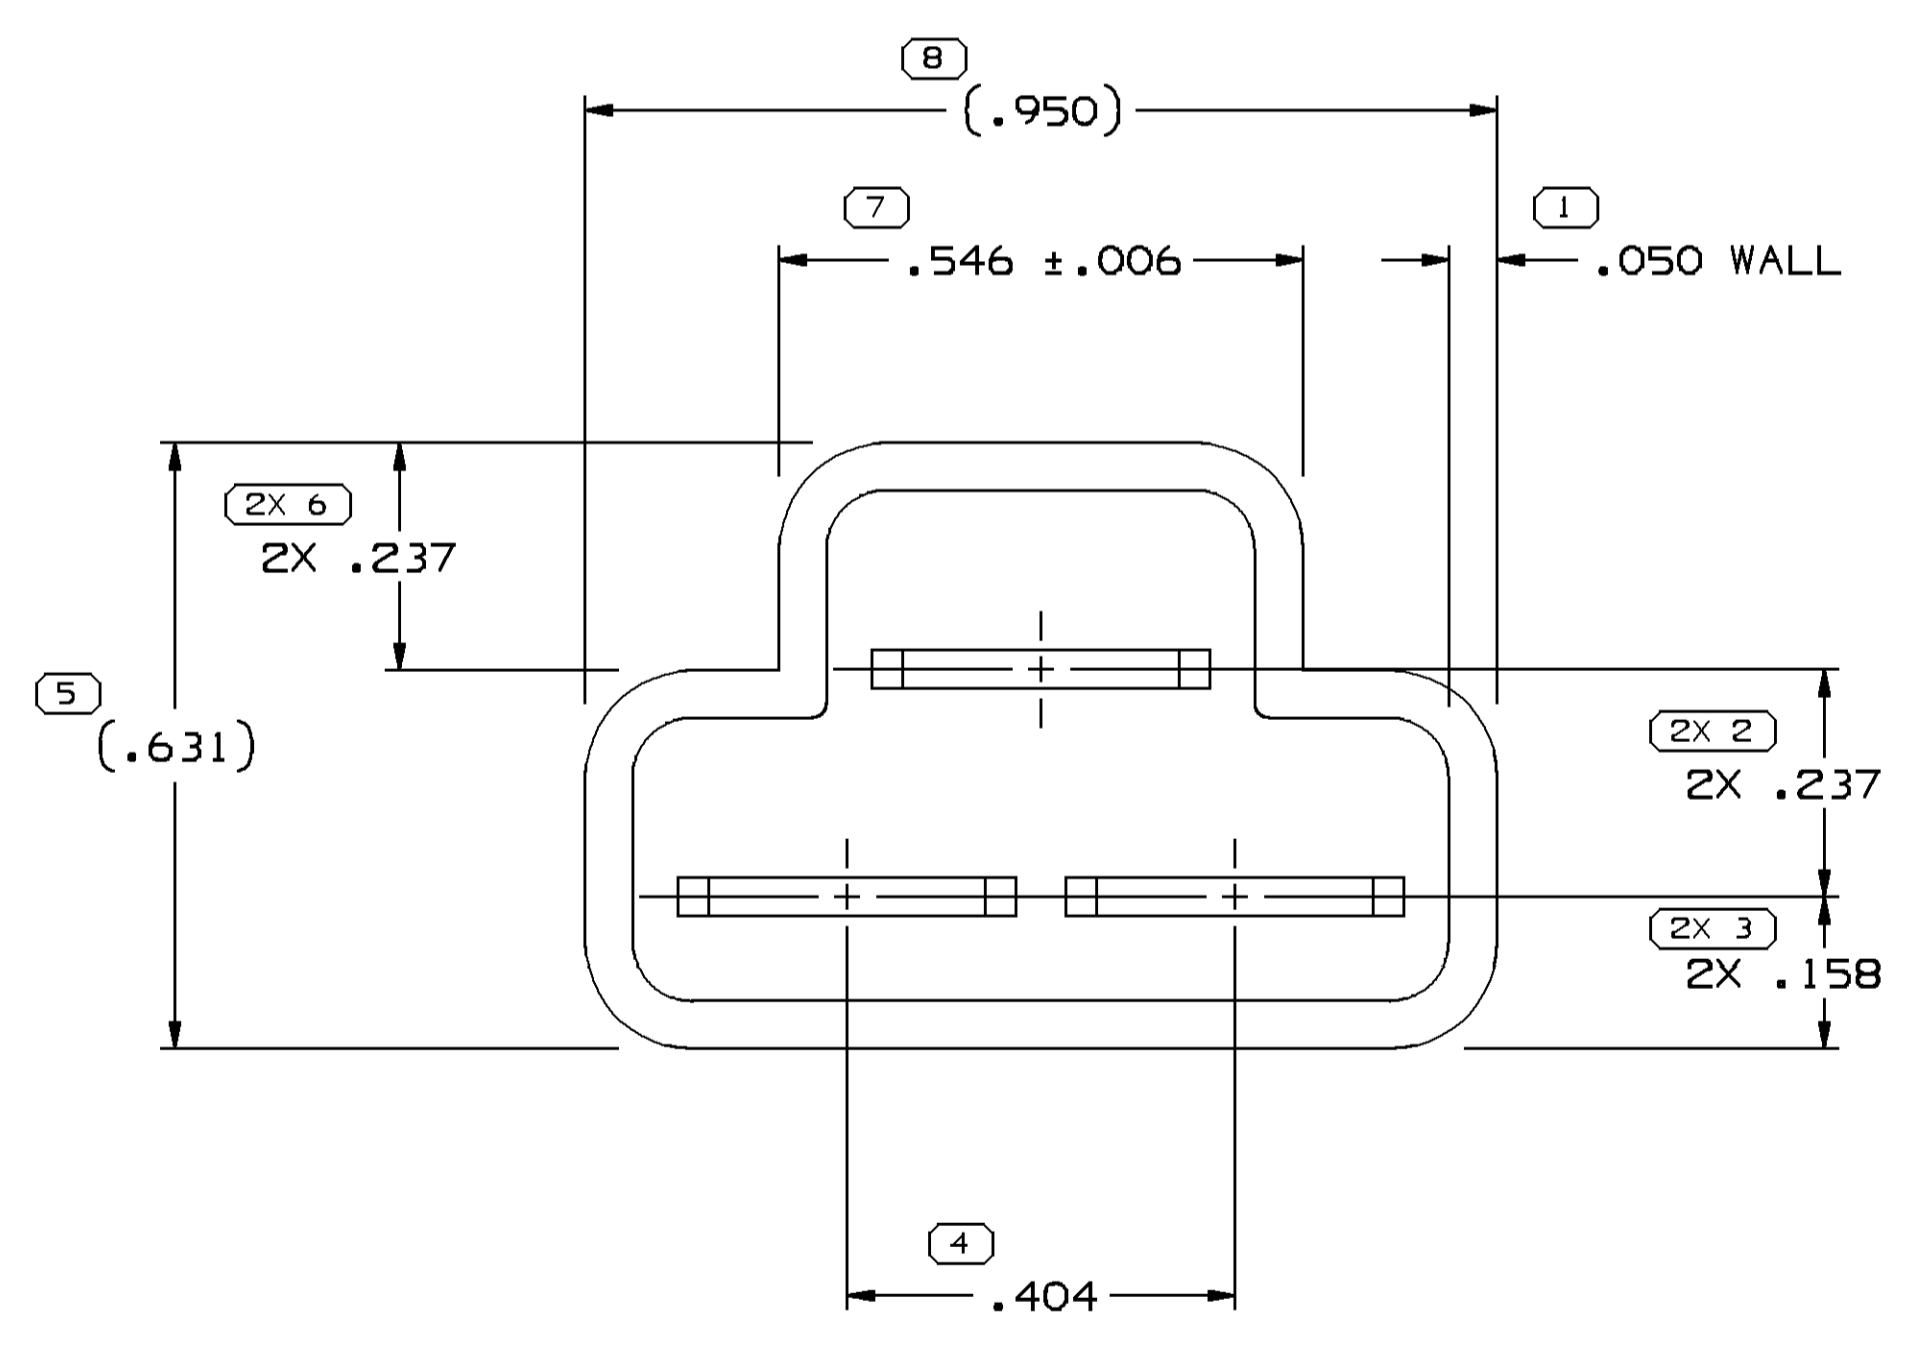 8
(.950)
7
1
.546 ±.006
.050 WALL
2X 6
2X .237
5
(.631)
2X 2
2X .237
2X 3
2X .158
4
.404